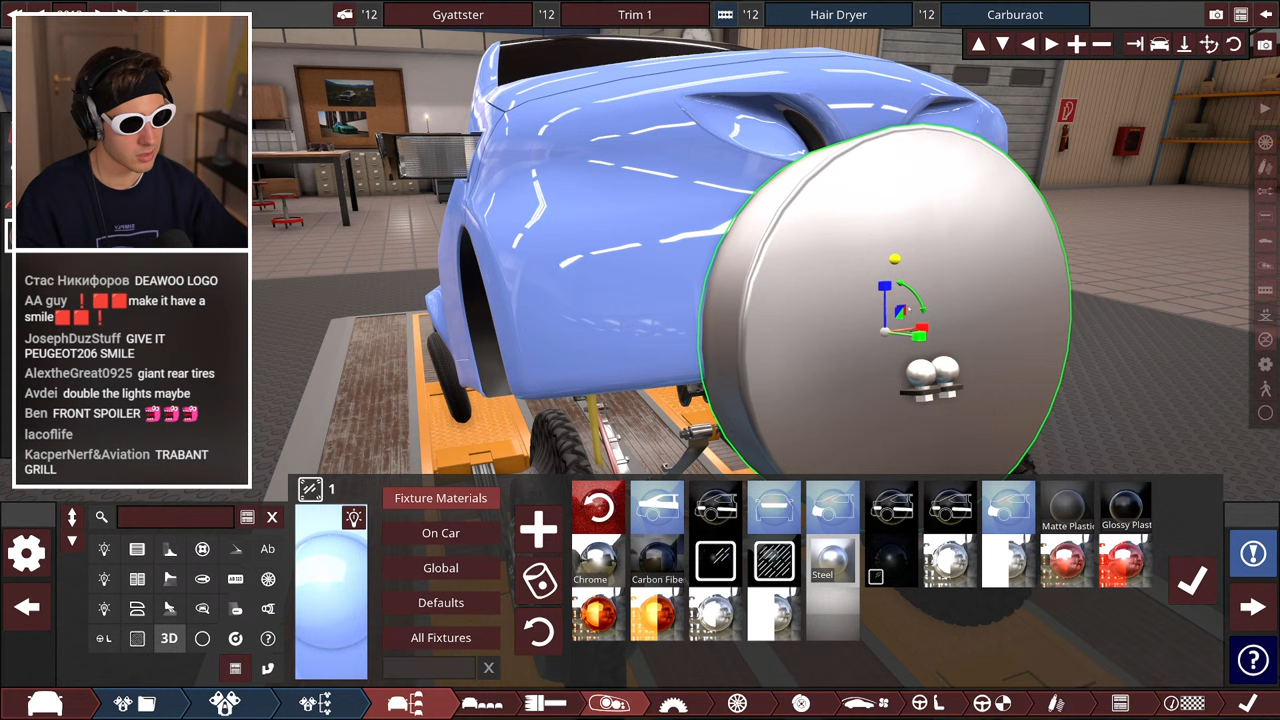 '12
Gyattster
'12
Trim 1
'12
Hair Dryer
'12
Carburaot
Стас Никифоров DEAWOO LOGO
AA guy ❗🟥🟥make it have a
smile🟥🟥❗
JosephDuzStuff GIVE IT
PEUGEOT206 SMILE
AlextheGreat0925 giant rear tires
Avdei double the lights maybe
Ben FRONT SPOILER
lacoflife
KacperNerf&Aviation TRABANT
GRILL
1
Fixture Materials
On Car
Global
Defaults
All Fixtures
X
X
Ab
3D
L
?
Matte Plastic
Glossy Plast
Chrome
Carbon Fibe
Steel
?